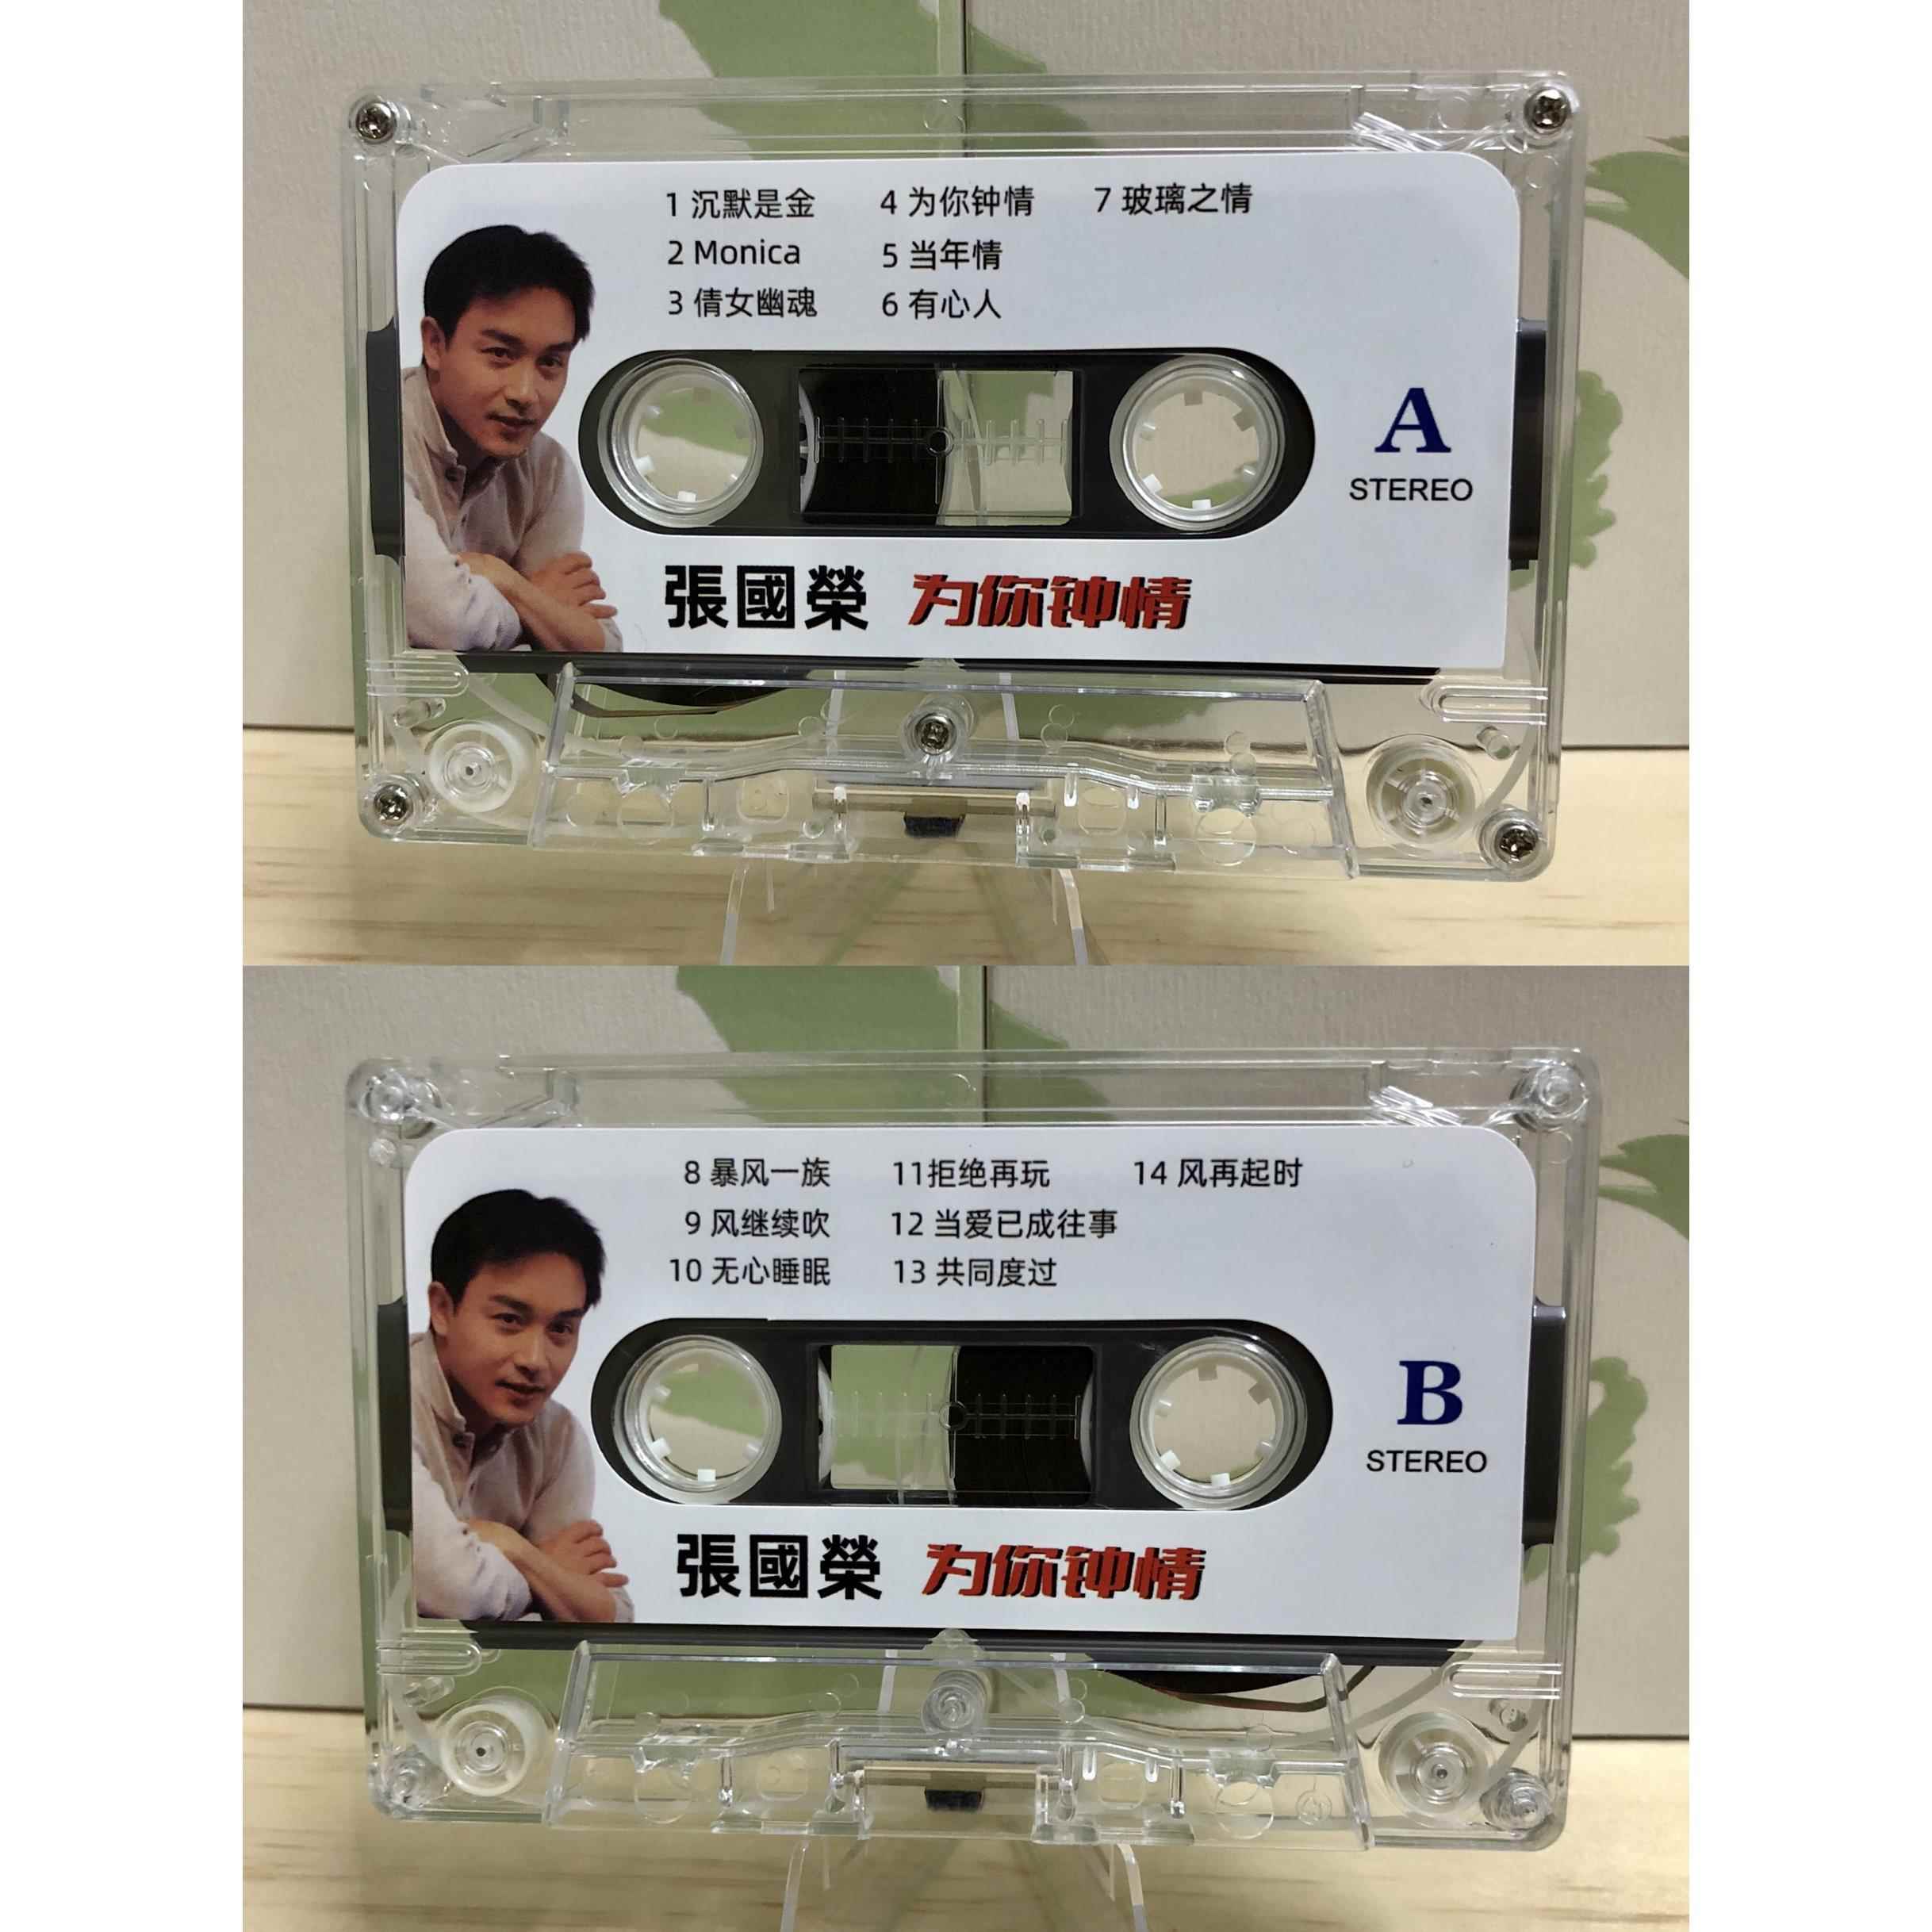 1 沉默是金
2 Monica
3 倩女幽魂
4 为你钟情
5 当年情
6 有心人
7 玻璃之情
A
STEREO
張國榮 为你钟情
8 暴风一族
9 风继续吹
10 无心睡眠
11拒绝再玩
12 当爱已成往事
13 共同度过
14 风再起时
B
STEREO
張國榮 为你钟情